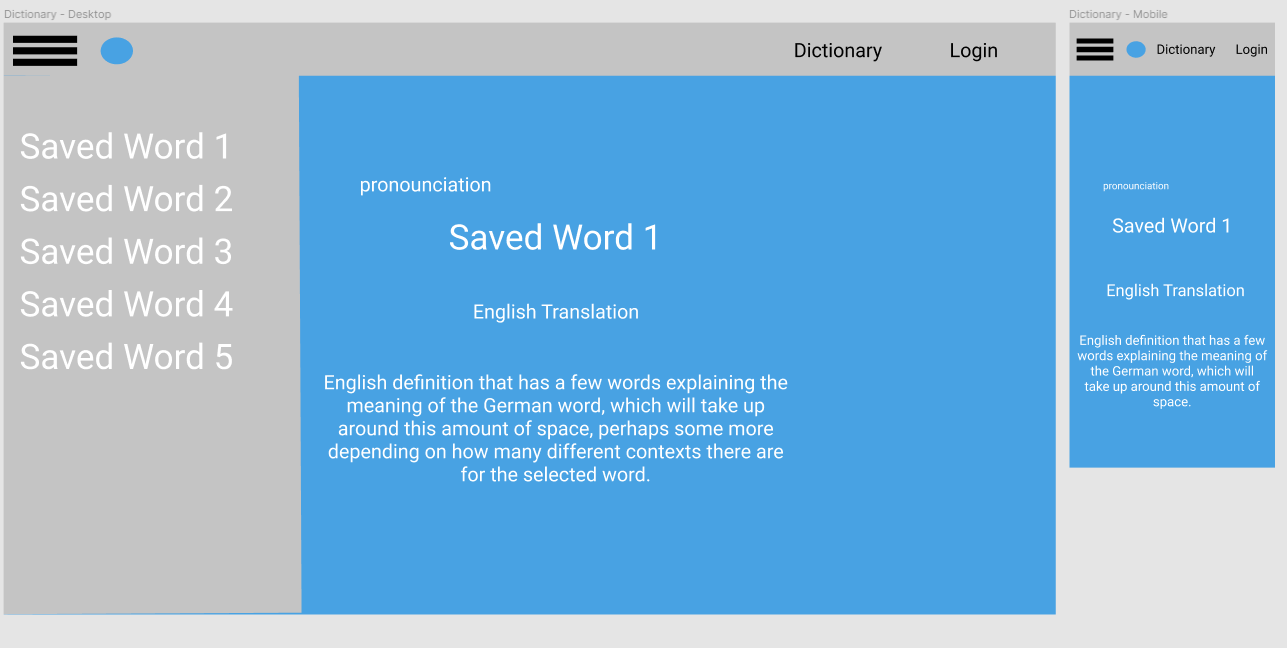 Dictionary - Desktop
Dictionary
Login
Saved Word 1
Saved Word 2
Saved Word 3
Saved Word 4
Saved Word 5
pronounciation
Saved Word 1
English Translation
English definition that has a few words explaining the
meaning of the German word, which will take up
around this amount of space, perhaps some more
depending on how many different contexts there are
for the selected word.
Dictionary - Mobile
Dictionary
Login
pronounciation
Saved Word 1
English Translation
English definition that has a few
words explaining the meaning of
the German word, which will
take up around this amount of
space.